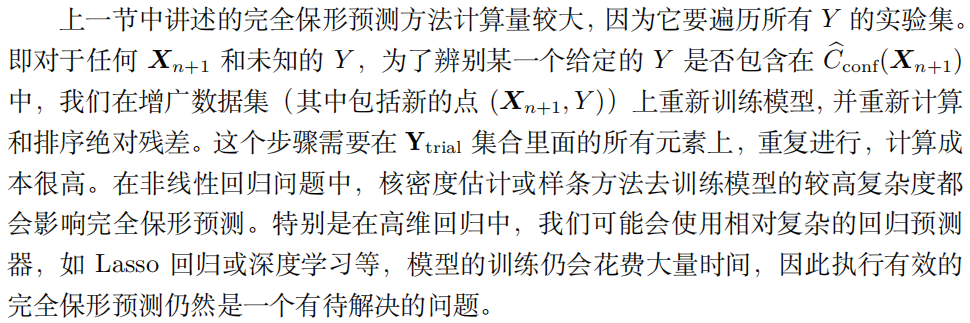 上一节中讲述的完全保形预测方法计算量较大，因为它要遍历所有 Y 的实验集。
即对于任何 X_{n+1} 和未知的 Y，为了辨别某一个给定的 Y 是否包含在 \widehat{C}_{conf}(X_{n+1})
中，我们在增广数据集（其中包括新的点 (X_{n+1}, Y)）上重新训练模型，并重新计算
和排序绝对残差。这个步骤需要在 Y_{trial} 集合里面的所有元素上，重复进行，计算成
本很高。在非线性回归问题中，核密度估计或样条方法去训练模型的较高复杂度都
会影响完全保形预测。特别是在高维回归中，我们可能会使用相对复杂的回归预测
器，如 Lasso 回归或深度学习等，模型的训练仍会花费大量时间，因此执行有效的
完全保形预测仍然是一个有待解决的问题。